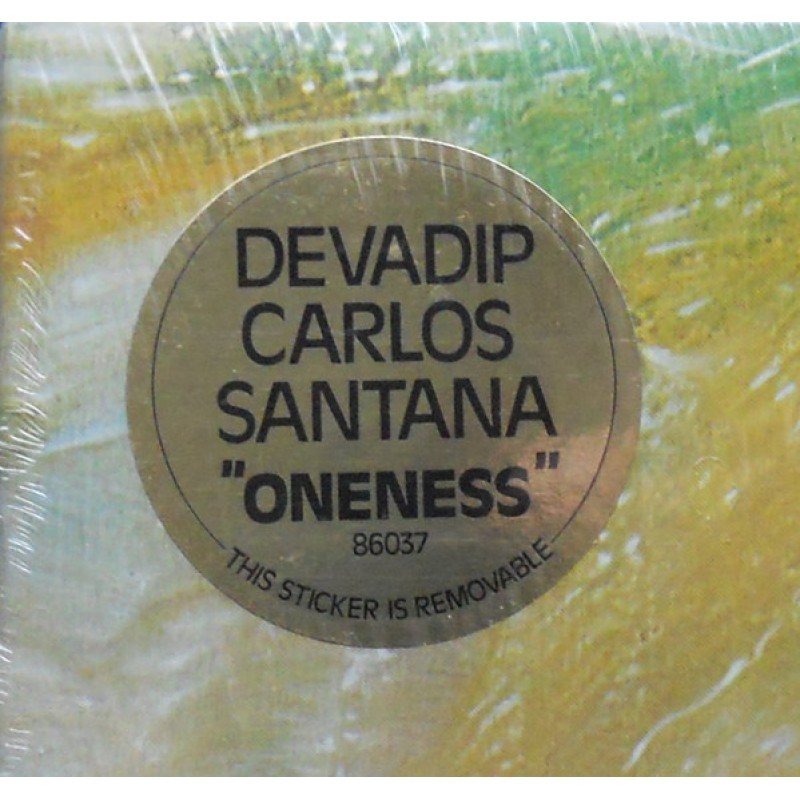 DEVADIP
CARLOS
SANTANA
"ONENESS"
86037
THIS STICKER IS REMOVABLE